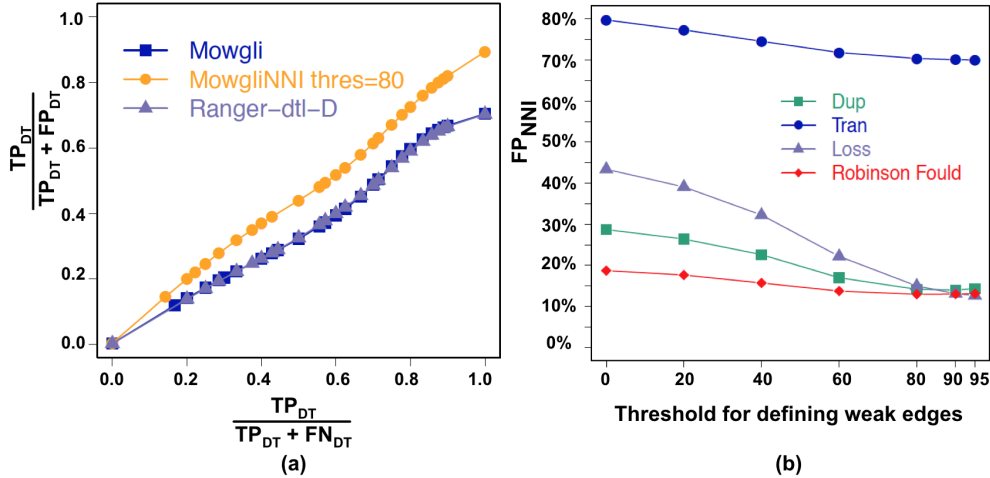 1.0
0.8
0.6
0.4
0.2
0.0
TP_DT
TP_DT + FP_DT
Mowgli
MowgliNNI thres=80
Ranger-dtl-D
0.0 0.2 0.4 0.6 0.8 1.0
TP_DT
TP_DT + FN_DT
(a)
80%
70%
60%
50%
40%
30%
20%
10%
0%
FP_NNI
Dup
Tran
Loss
Robinson Fould
0 20 40 60 80 90 95
Threshold for defining weak edges
(b)